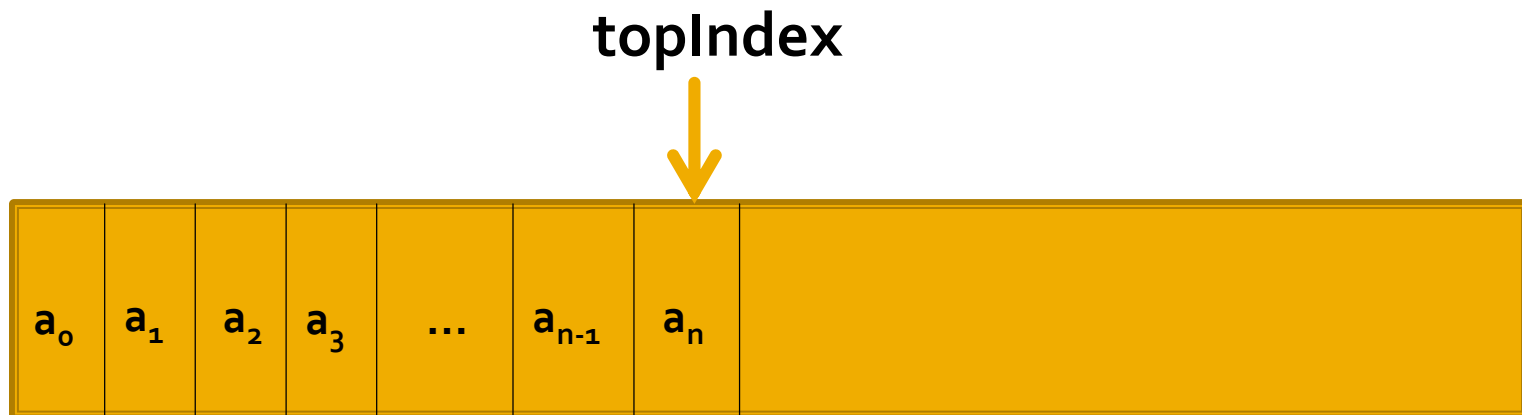 topIndex
a₀ a₁ a₂ a₃ ... aₙ₋₁ aₙ